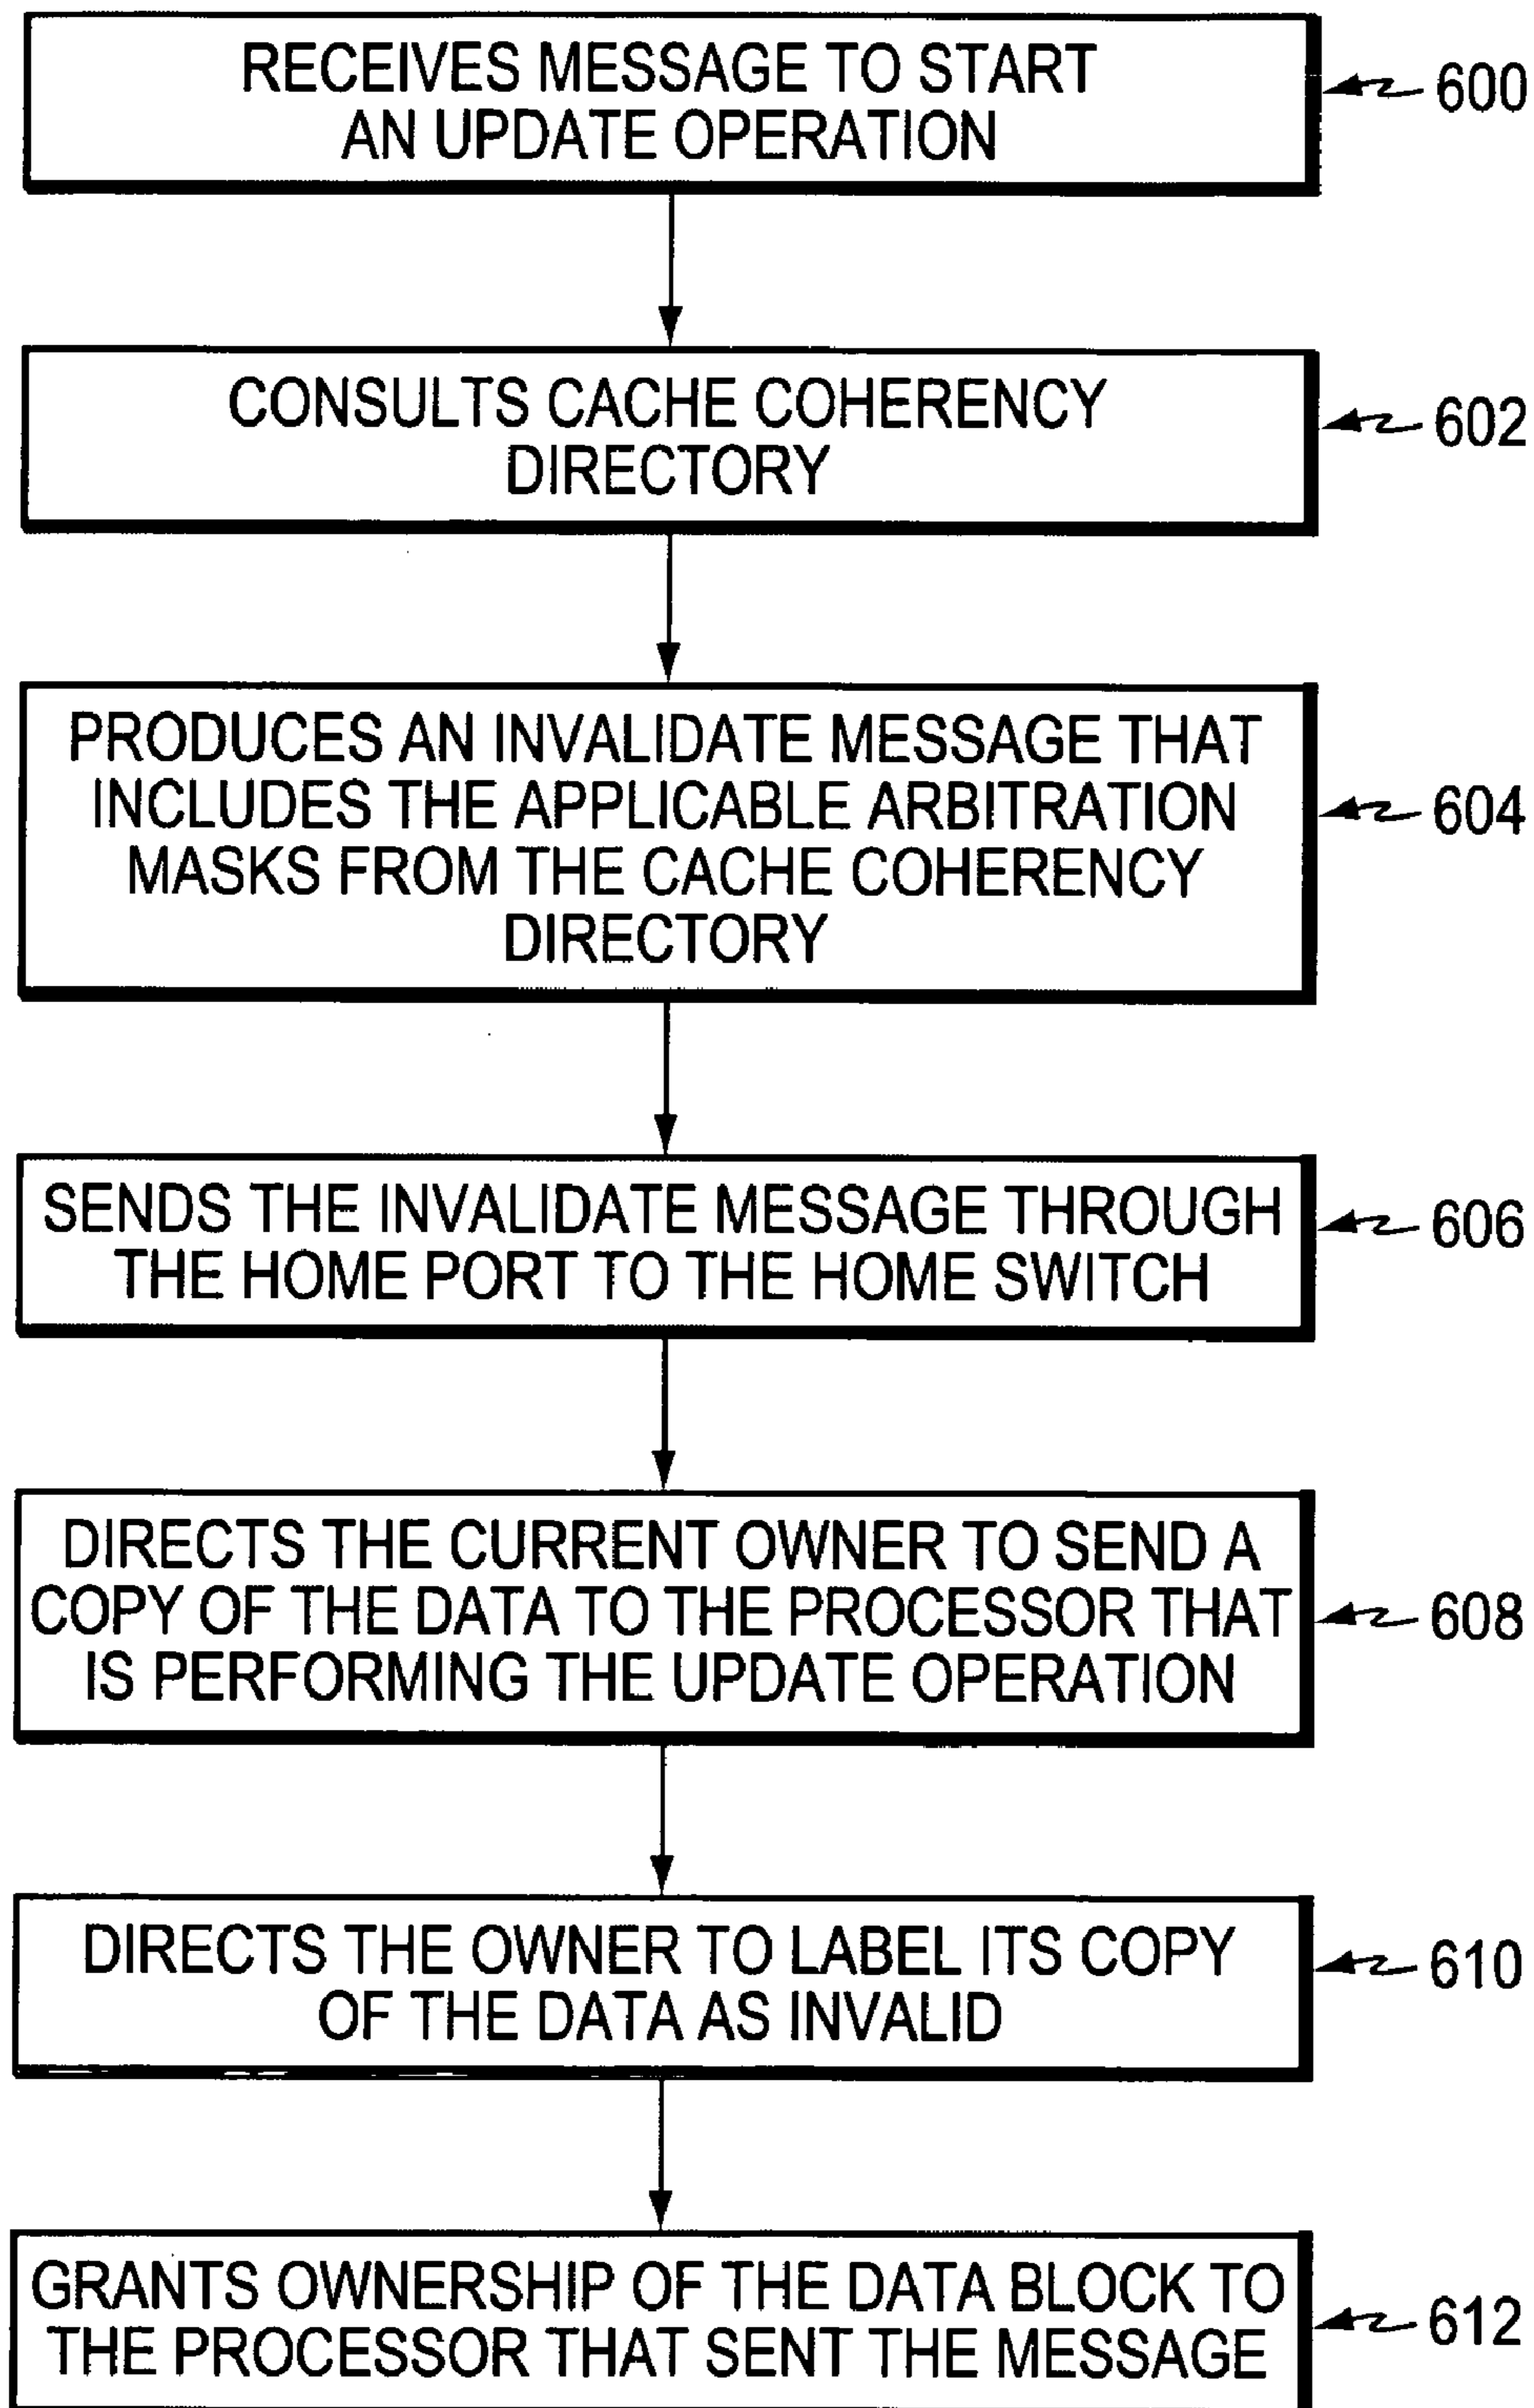 RECEIVES MESSAGE TO START
AN UPDATE OPERATION
600
CONSULTS CACHE COHERENCY
DIRECTORY
602
PRODUCES AN INVALIDATE MESSAGE THAT
INCLUDES THE APPLICABLE ARBITRATION
MASKS FROM THE CACHE COHERENCY
DIRECTORY
604
SENDS THE INVALIDATE MESSAGE THROUGH
THE HOME PORT TO THE HOME SWITCH
606
DIRECTS THE CURRENT OWNER TO SEND A
COPY OF THE DATA TO THE PROCESSOR THAT
IS PERFORMING THE UPDATE OPERATION
608
DIRECTS THE OWNER TO LABEL ITS COPY
OF THE DATA AS INVALID
610
GRANTS OWNERSHIP OF THE DATA BLOCK TO
THE PROCESSOR THAT SENT THE MESSAGE
612